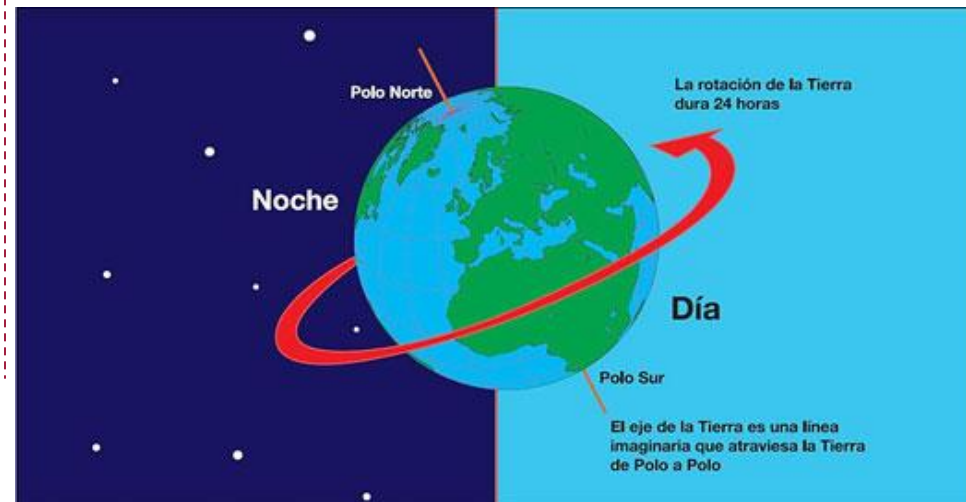 Polo Norte
La rotación de la Tierra
dura 24 horas
Noche
Día
Polo Sur
El eje de la Tierra es una línea
imaginaria que atraviesa la Tierra
de Polo a Polo